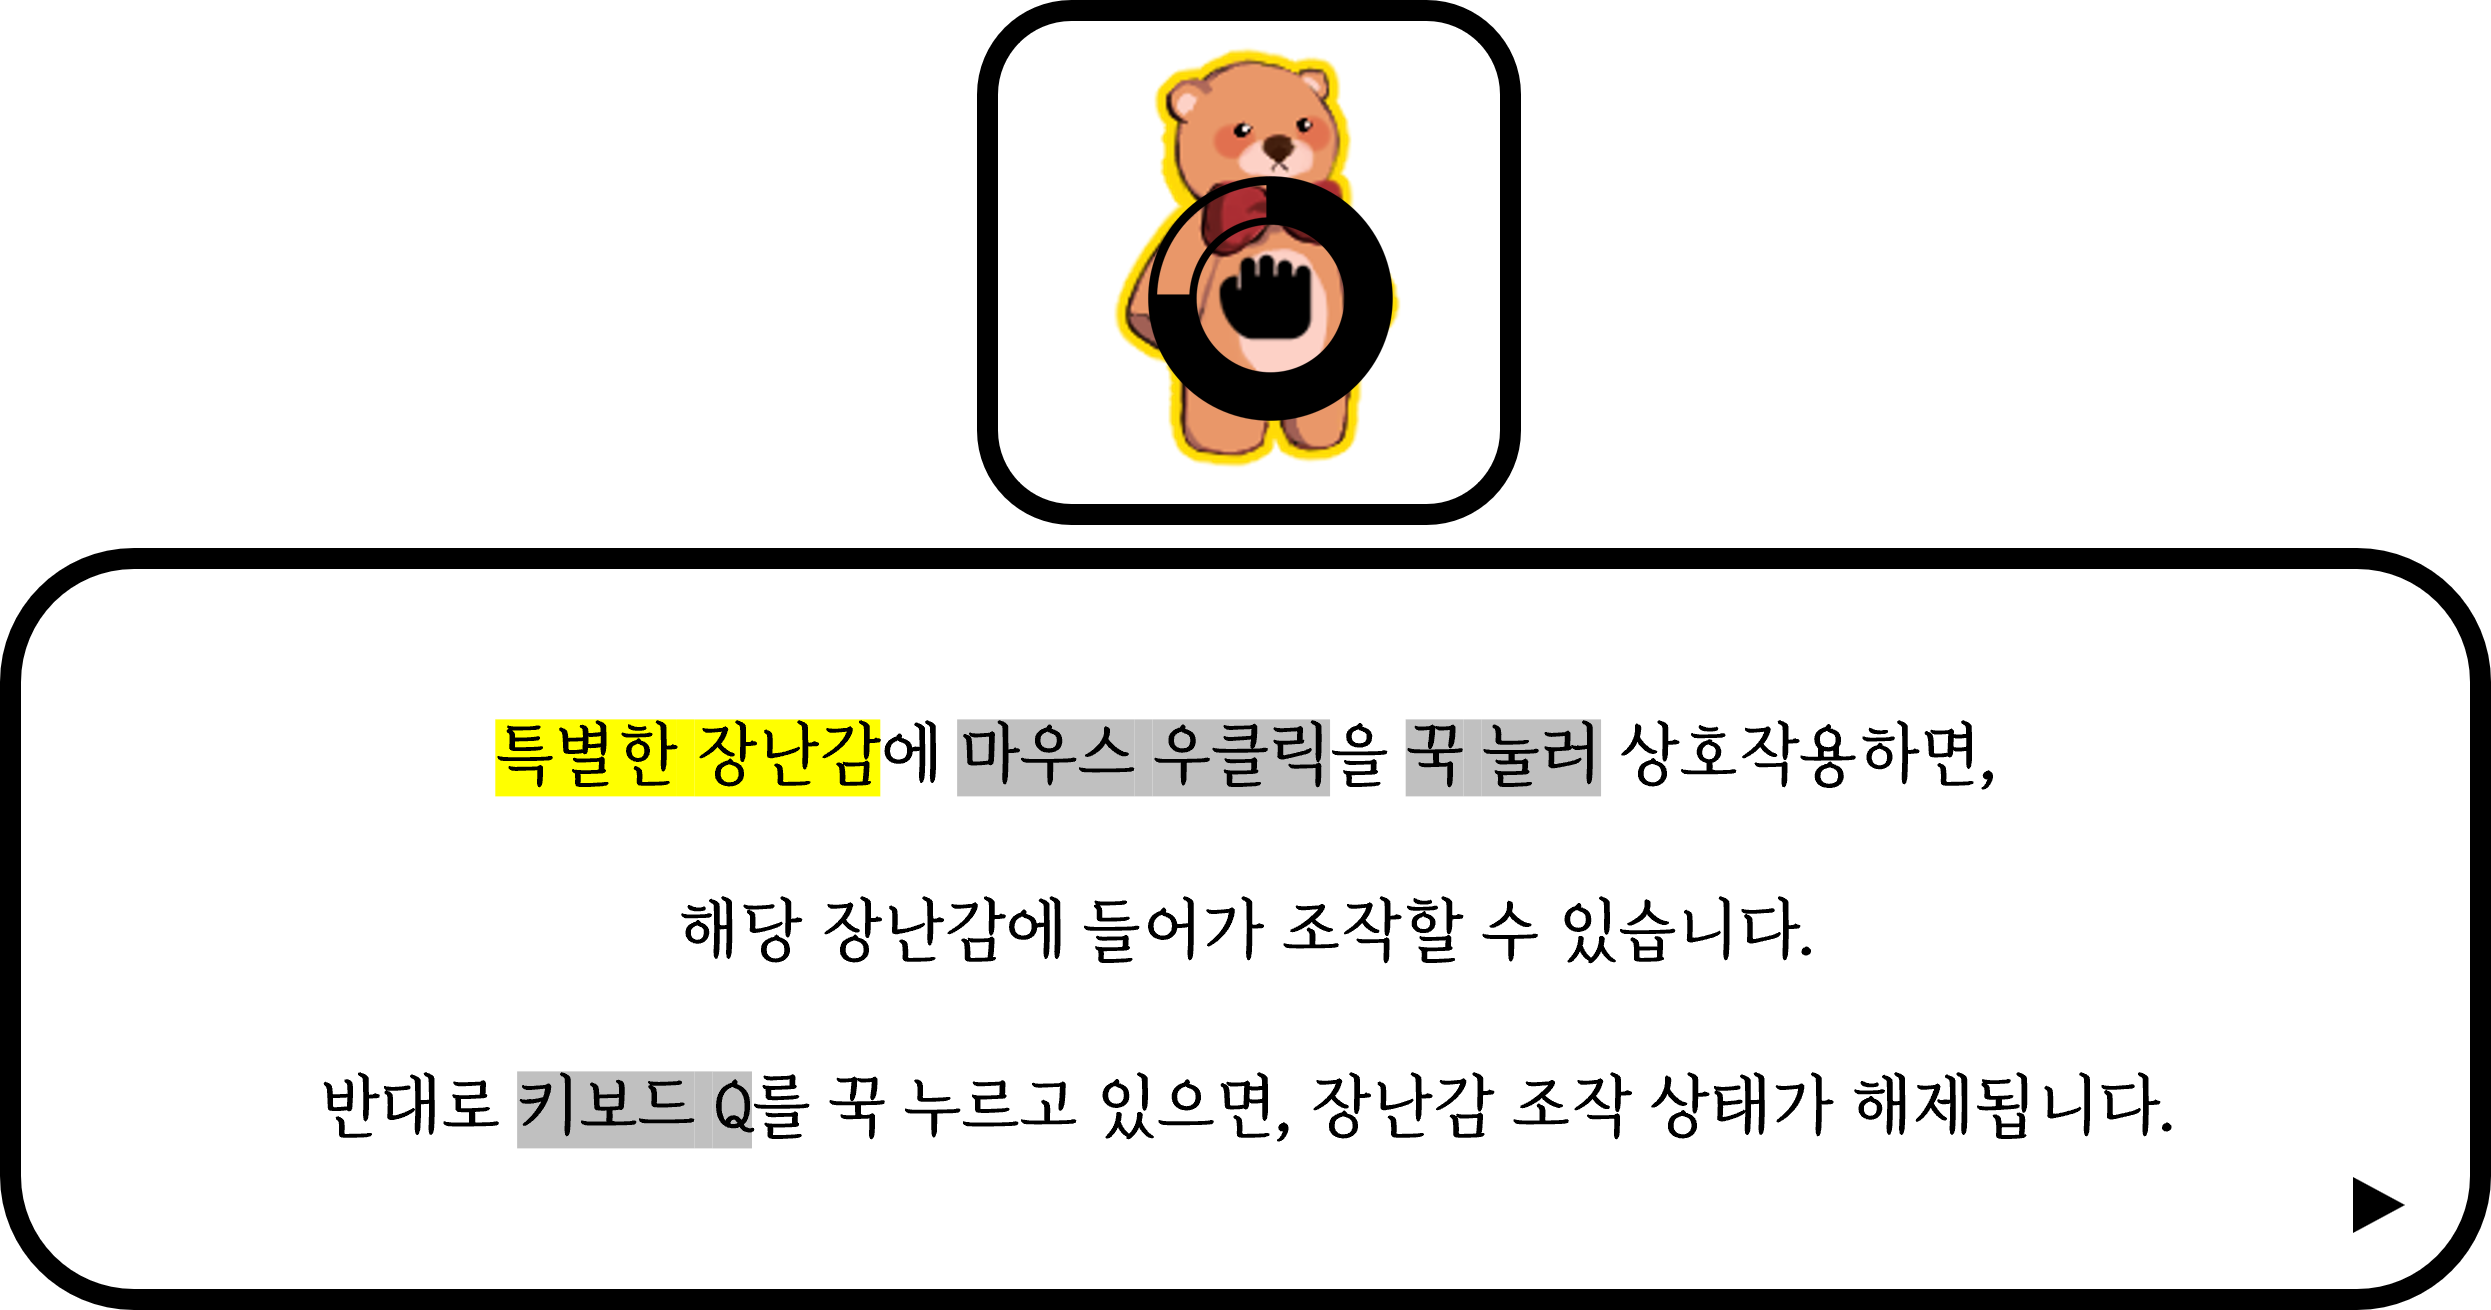 특별한 장난감에 마우스 우클릭을 꾹 눌러 상호작용하면,
해당 장난감에 들어가 조작할 수 있습니다.
반대로 키보드 Q를 꾹 누르고 있으면, 장난감 조작 상태가 해제됩니다.